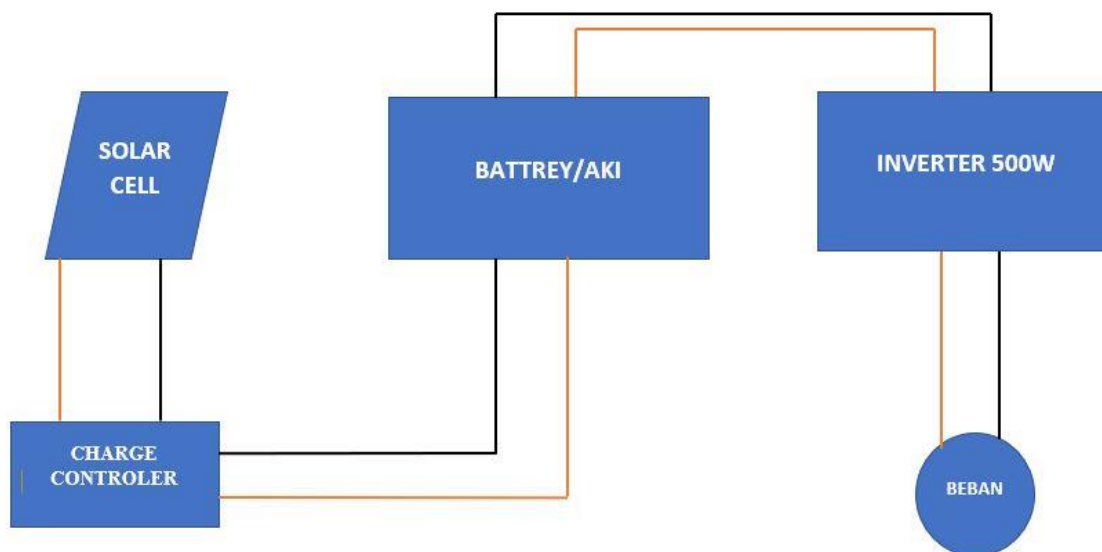 SOLAR
CELL
BATTREY/AKI
INVERTER 500W
CHARGE
CONTROLER
BEBAN